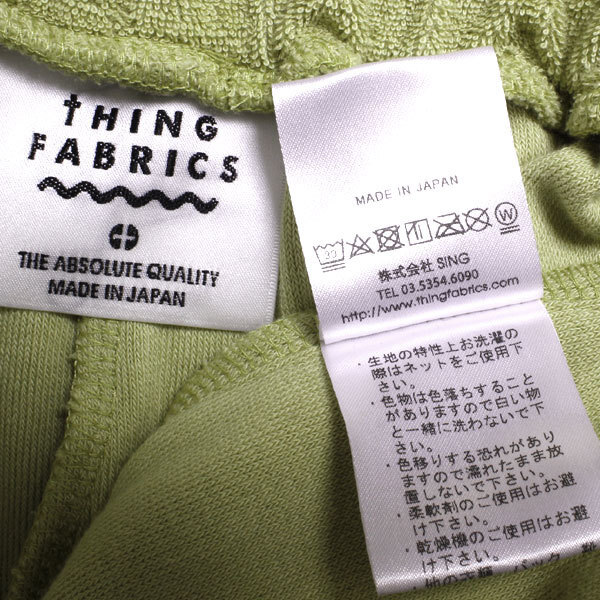 tHING
FABRICS
THE ABSOLUTE QUALITY
MADE IN JAPAN
MADE IN JAPAN
30
W
株式会社 SING
TEL 03.5354.6090
http://www.thingfabrics.com
・生地の特性上お洗濯の
際はネットをご使用下
さい。
・色物は色落ちすること
がありますので白い物
と一緒に洗わないで下
さい。
・色移りする恐れがあり
ますので濡れたまま放
置しないで下さい。
・柔軟剤のご使用はお避
け下さい。
・乾燥機のご使用はお避
け下さい。